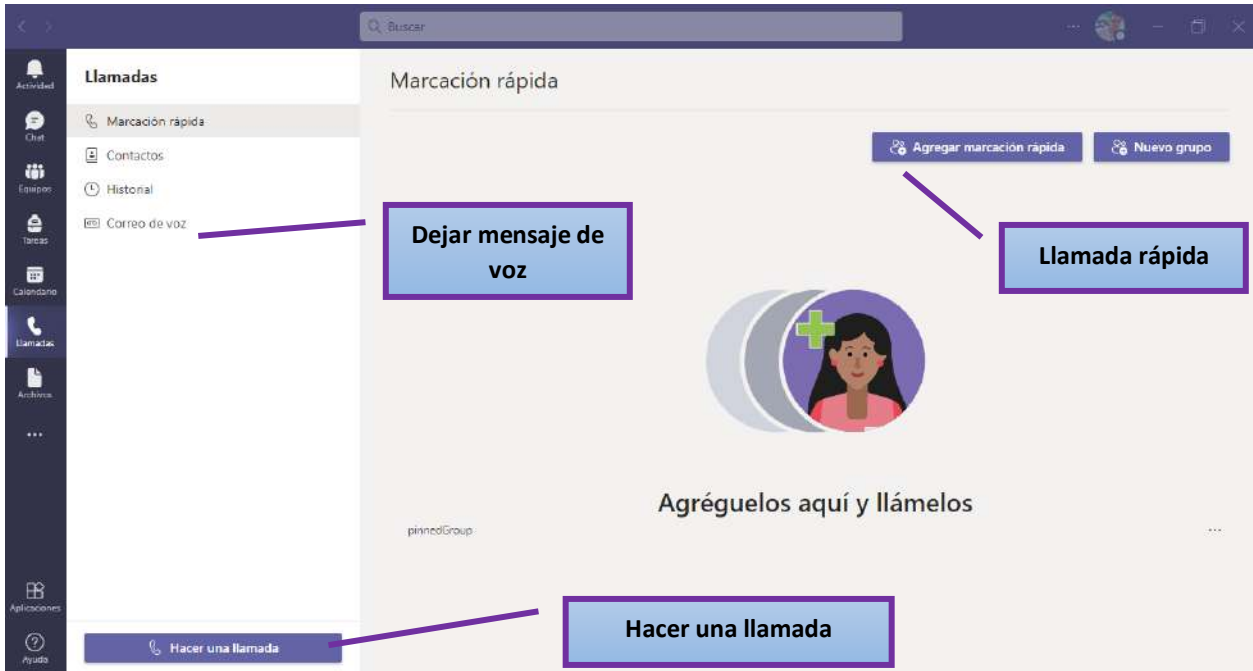 Buscar
Actividad
Chat
Equipos
Tareas
Calendario
Llamadas
Archivos
Aplicaciones
Ayuda
Llamadas
Marcación rápida
Contactos
Historial
Correo de voz
Hacer una llamada
Marcación rápida
Agregar marcación rápida
Nuevo grupo
Dejar mensaje de
voz
Llamada rápida
Agréguelos aquí y llámelos
pinnedGroup
Hacer una llamada